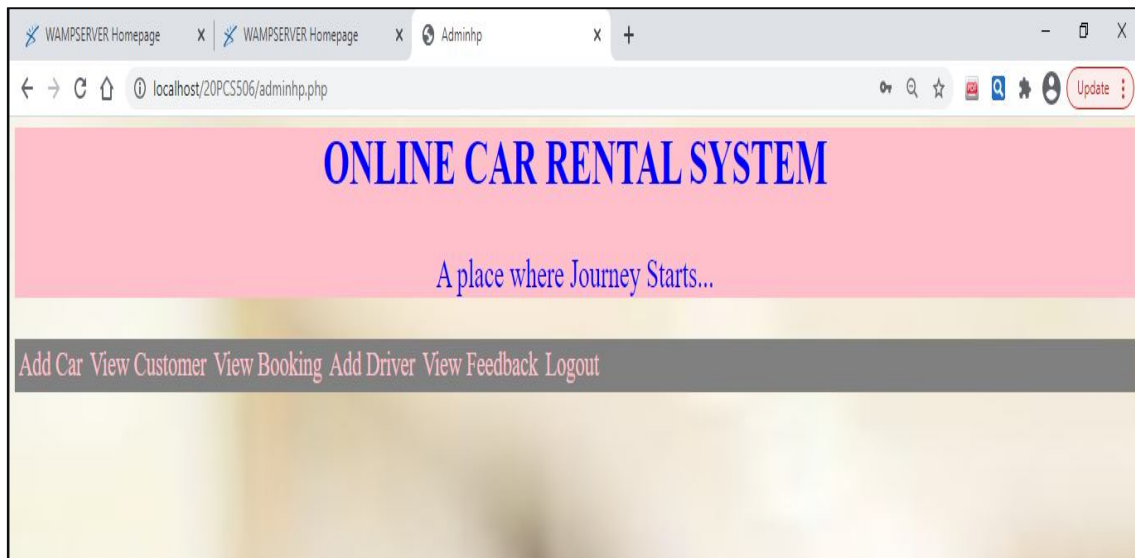 WAMPSERVER Homepage WAMPSERVER Homepage Adminhp
localhost/20PCS506/adminhp.php Update
ONLINE CAR RENTAL SYSTEM
A place where Journey Starts...
Add Car View Customer View Booking Add Driver View Feedback Logout